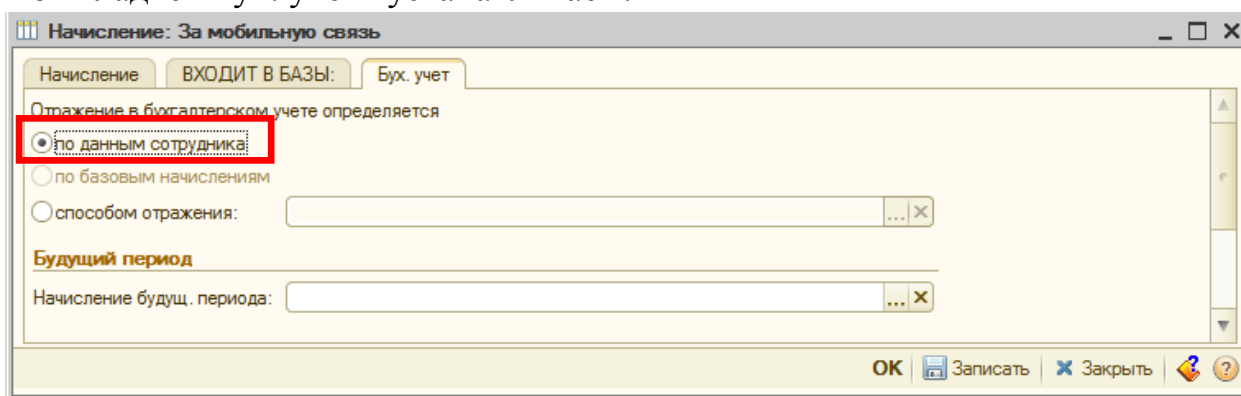 Начисление: За мобильную связь
Начисление ВХОДИТ В БАЗЫ: Бух. учет
Отражение в бухгалтерском учете определяется
по данным сотрудника
по базовым начислениям
способом отражения: ... ×
Будущий период
Начисление будущ. периода: ... ×
OK Записать Закрыть